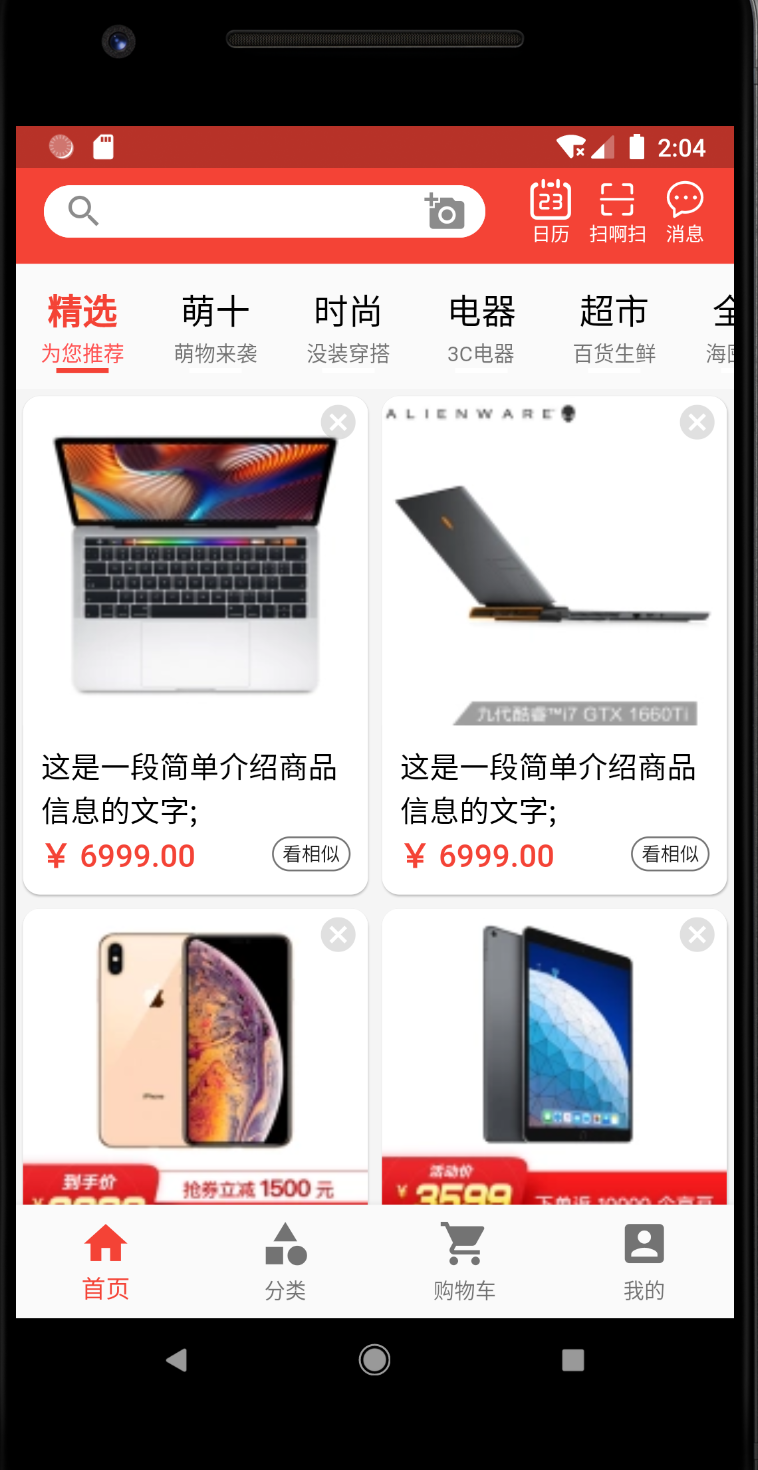 2:04
23
日历
扫啊扫
消息
精选
萌十
时尚
电器
超市
全
为您推荐
萌物来袭
没装穿搭
3C电器
百货生鲜
海
ALIENWARE
九代酷睿™i7 GTX 1660Ti
这是一段简单介绍商品
信息的文字;
¥ 6999.00
看相似
这是一段简单介绍商品
信息的文字;
¥ 6999.00
看相似
iPhone
到手价
抢券立减1500元
活动价
¥3599
首页
分类
购物车
我的